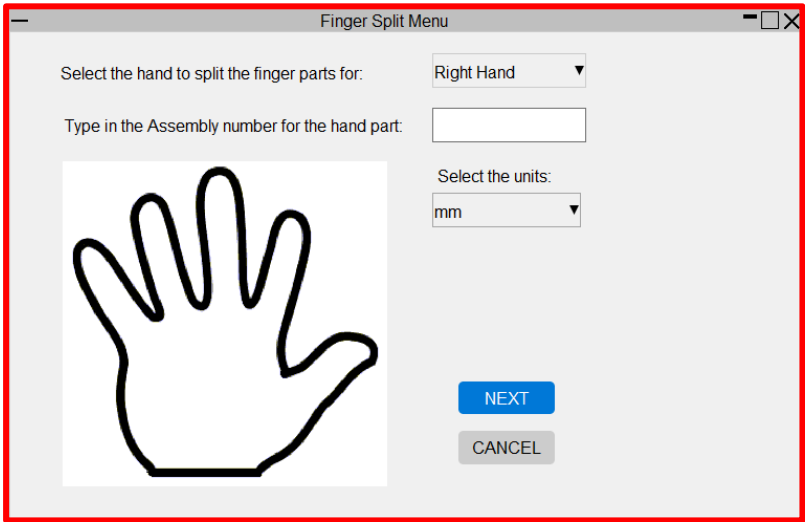 Finger Split Menu
Select the hand to split the finger parts for:
Right Hand
Type in the Assembly number for the hand part:
Select the units:
mm
NEXT
CANCEL